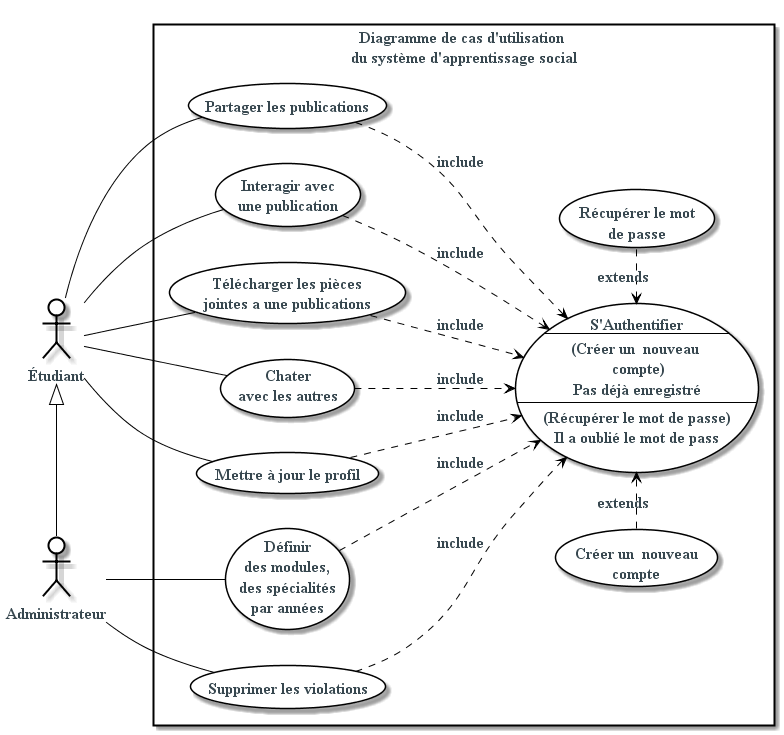 Diagramme de cas d'utilisation
du système d'apprentissage social
Partager les publications
include
Interagir avec
une publication
include
Récupérer le mot
de passe
extends
Télécharger les pièces
jointes a une publications
include
S'Authentifier
(Créer un nouveau
compte)
Pas déjà enregistré
(Récupérer le mot de passe)
Il a oublié le mot de pass
Étudiant
Chater
avec les autres
include
Mettre à jour le profil
include
include
extends
Créer un nouveau
compte
Définir
des modules,
des spécialités
par années
Administrateur
include
Supprimer les violations